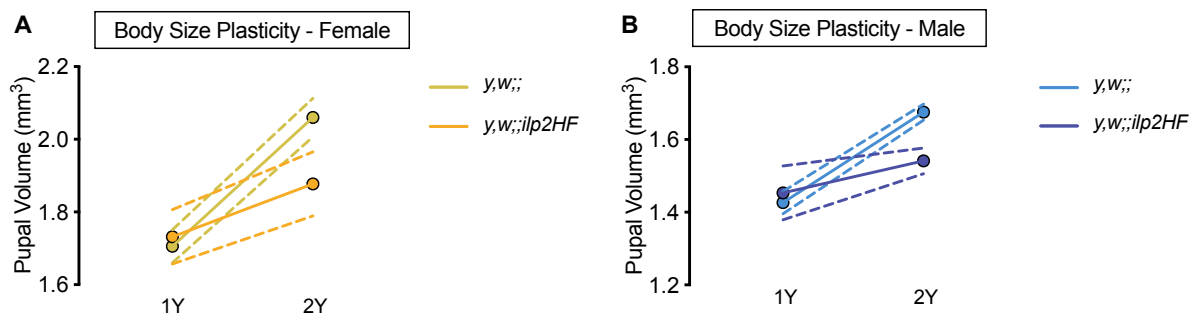 A
Body Size Plasticity - Female
Pupal Volume (mm³)
2.2
2.0
1.8
1.6
1Y
2Y
y,w;;
y,w;;ilp2HF
B
Body Size Plasticity - Male
Pupal Volume (mm³)
1.8
1.6
1.4
1.2
1Y
2Y
y,w;;
y,w;;ilp2HF